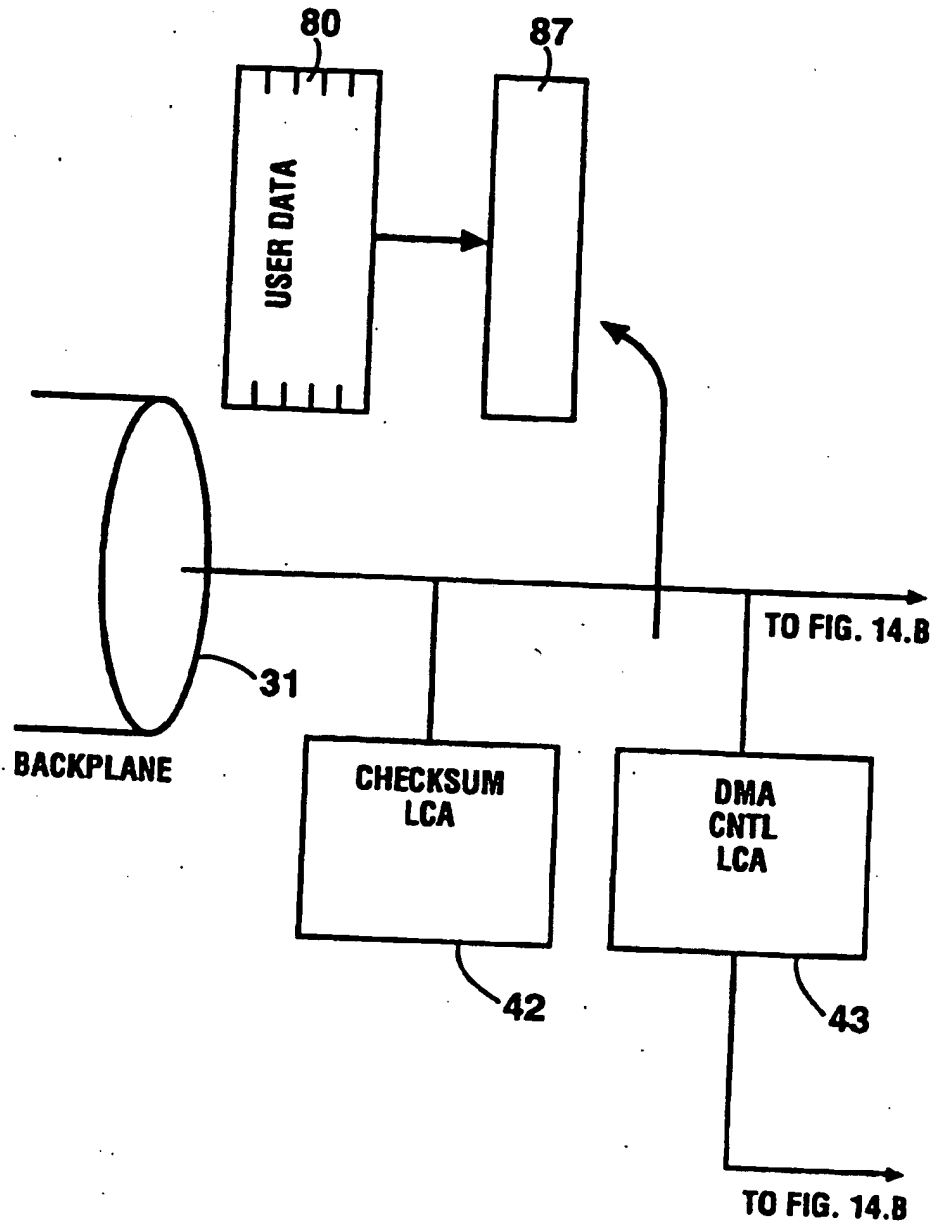 80
87
USER DATA
31
TO FIG. 14.B
BACKPLANE
CHECKSUM
LCA
DMA
CNTL
LCA
42
43
TO FIG. 14.B